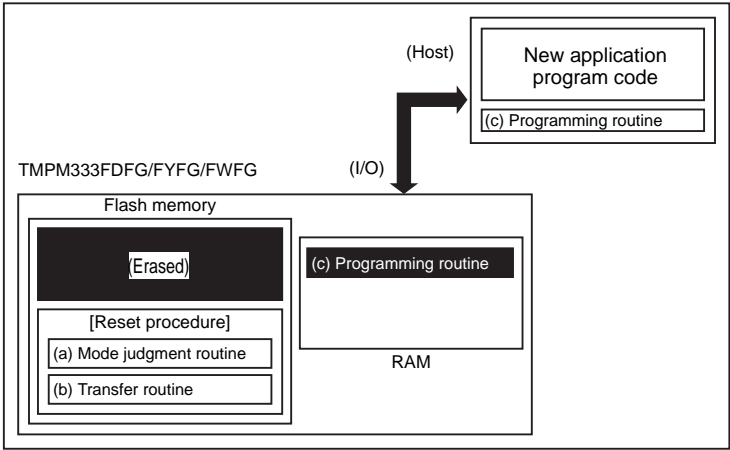 (Host)
New application
program code
(c) Programming routine
(I/O)
TMPM333FDFG/FYFG/FWFG
Flash memory
(Erased)
(c) Programming routine
[Reset procedure]
(a) Mode judgment routine
(b) Transfer routine
RAM